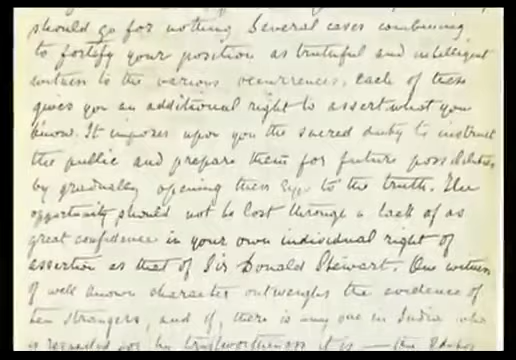 should go for nothing Several cases combining
to fortify your position as truthful and intelligent
witness to the various occurrences, each of these
gives you an additional right to assert what you
know. It imposes upon you the sacred duty to instruct
the public and prepare them for future possibilities
by gradually opening their eyes to the truth. The
opportunity should not be lost through a lack of as
great confidence in your own individual right of
assertion as that of Sir Donald Stewart. One witness
of well known character outweighs the evidence of
ten strangers, and if, there is any one in India who
is respected for his trustworthiness it is — the Editor